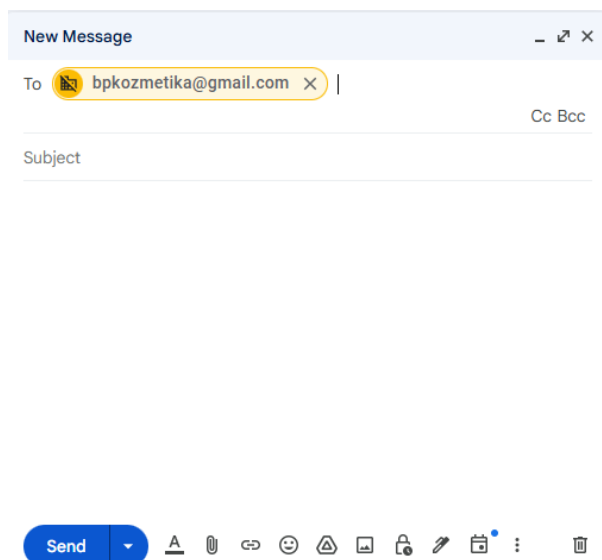 New Message
To bpkozmetika@gmail.com
Cc Bcc
Subject
Send A